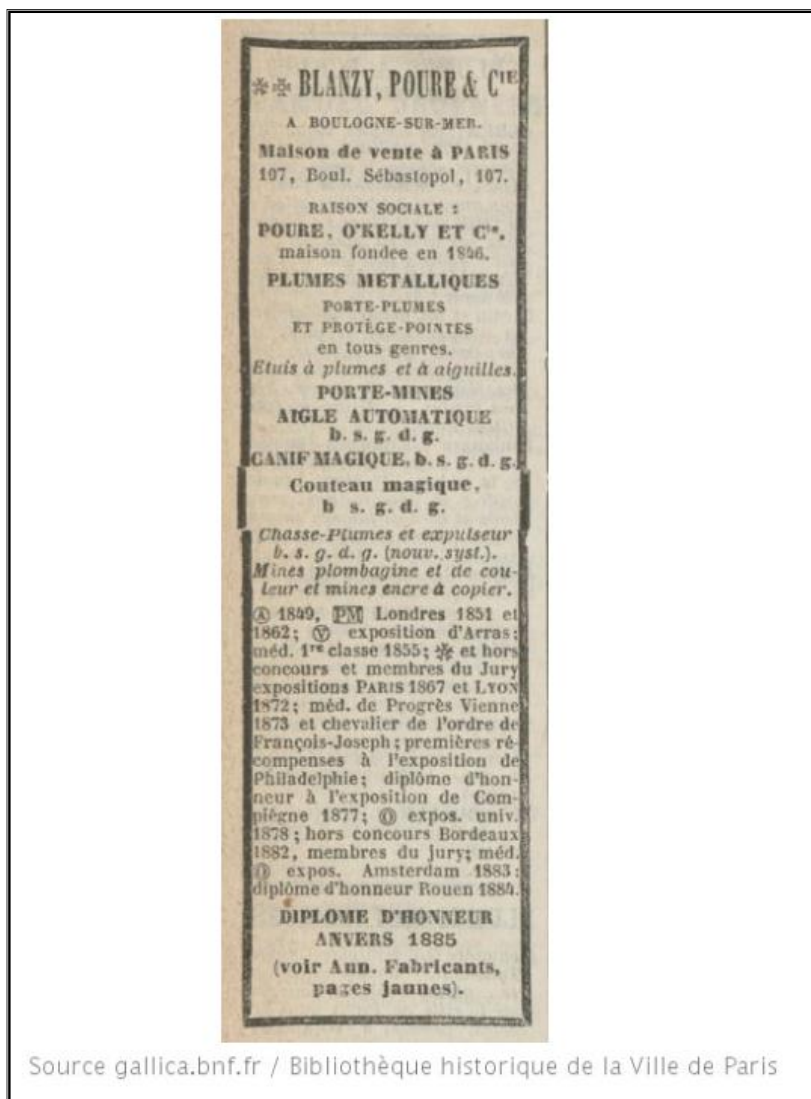 BLANZY, POURE & CIE
A BOULOGNE-SUR-MER.
Maison de vente à PARIS
107, Boul. Sébastopol, 107.
RAISON SOCIALE :
POURE, O'KELLY ET Cie,
maison fondee en 1846.
PLUMES METALLIQUES
PORTE-PLUMES
ET PROTÈGE-POINTES
en tous genres.
Etuis à plumes et à aiguilles.
PORTE-MINES
AIGLE AUTOMATIQUE
b. s. g. d. g.
CANIF MAGIQUE, b. s. g. d. g.
Couteau magique,
b s. g. d. g.
Chasse-Plumes et expulseur
b. s. g. d. g. (nouv. syst.).
Mines plombagine et de cou-
leur et mines encre à copier.
Ⓐ 1849, PM Londres 1851 et
1862; Ⓥ exposition d'Arras;
méd. 1re classe 1855; ✻ et hors
concours et membres du Jury
expositions PARIS 1867 et LYON
1872; méd. de Progrès Vienne
1873 et chevalier de l'ordre de
François-Joseph; premières ré-
compenses à l'exposition de
Philadelphie; diplôme d'hon-
neur à l'exposition de Com-
piègne 1877; Ⓞ expos. univ.
1878; hors concours Bordeaux
1882, membres du jury; méd.
Ⓞ expos. Amsterdam 1883;
diplôme d'honneur Rouen 1884.
DIPLOME D'HONNEUR
ANVERS 1885
(voir Ann. Fabricants,
pages jaunes).
Source gallica.bnf.fr / Bibliothèque historique de la Ville de Paris